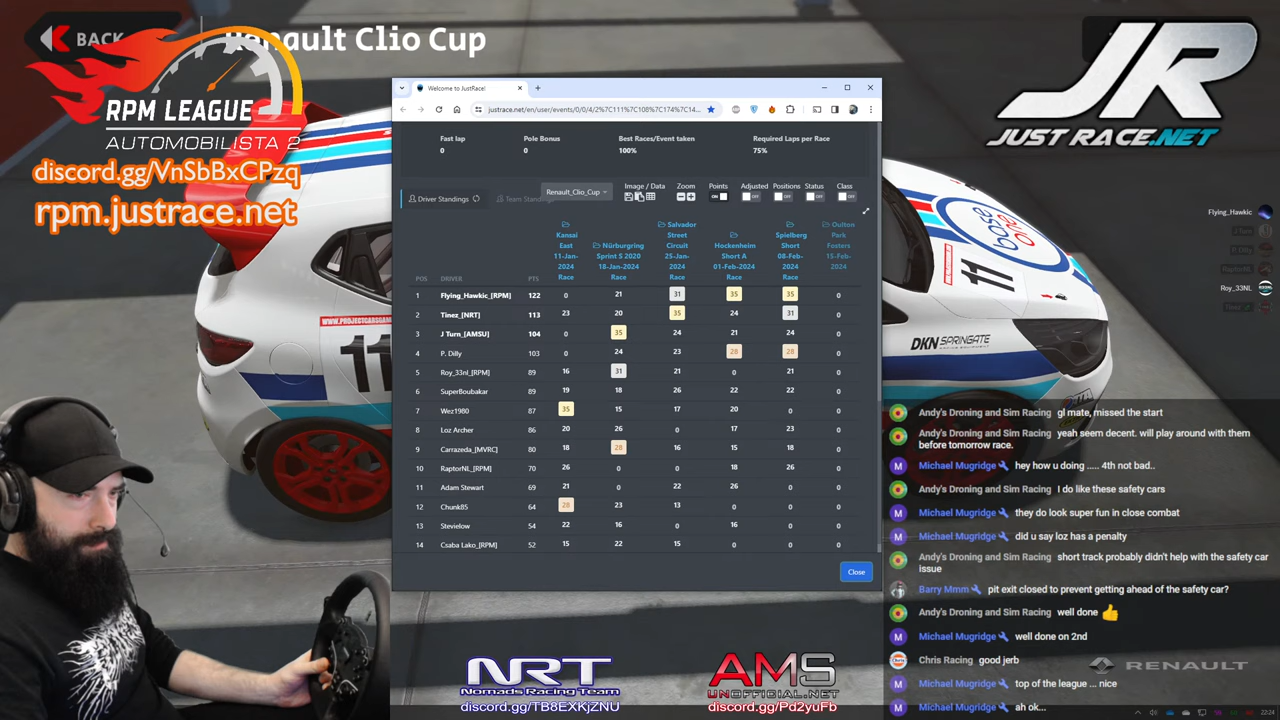 BACK
Renault Clio Cup
RPM LEAGUE
AUTOMOBILISTA 2
discord.gg/VnSbBxCPzq
rpm.justrace.net
JR
JUST RACE.NET
Welcome to JustRace!
justrace.net/en/user/events/0/0/4/2%7C111%7C108%7C174%7C14...
Fast lap Pole Bonus Best Races/Event taken Required Laps per Race
0 0 100% 75%
Driver Standings Team Standings Renault_Clio_Cup Image / Data Zoom Points Adjusted Positions Status Class
ON OFF OFF OFF OFF
POS DRIVER PTS Kansai East 11-Jan-2024 Race Nürburgring Sprint S 2020 18-Jan-2024 Race Salvador Street Circuit 25-Jan-2024 Race Hockenheim Short A 01-Feb-2024 Race Spielberg Short 08-Feb-2024 Race Oulton Park Fosters 15-Feb-2024
1 Flying_Hawkic_[RPM] 122 0 21 31 35 35 0
2 Tinez_[NRT] 113 23 20 35 24 31 0
3 J Turn_[AMSU] 104 0 35 24 21 24 0
4 P. Dilly 103 0 24 23 28 28 0
5 Roy_33nl_[RPM] 89 16 31 21 0 21 0
6 SuperBoubakar 89 19 18 26 22 22 0
7 Wez1980 87 35 15 17 20 0 0
8 Loz Archer 86 20 26 0 17 23 0
9 Carrazeda_[MVRC] 80 18 28 16 15 18 0
10 RaptorNL_[RPM] 70 26 0 0 18 26 0
11 Adam Stewart 69 21 0 22 26 0 0
12 Chunk85 64 28 23 13 0 0 0
13 Stevielow 54 22 16 0 16 0 0
14 Csaba Lako_[RPM] 52 15 22 15 0 0 0
Close
Flying_Hawkic
Roy_33NL
11
11
base one
DKN SPRINGATE
WWW.PROJECTCARSGAM
Andy's Droning and Sim Racing gl mate, missed the start
Andy's Droning and Sim Racing yeah seem decent. will play around with them
before tomorrow race.
Michael Mugridge hey how u doing ..... 4th not bad..
Andy's Droning and Sim Racing I do like these safety cars
Michael Mugridge they do look super fun in close combat
Michael Mugridge did u say loz has a penalty
Andy's Droning and Sim Racing short track probably didn't help with the safety car
issue
Barry Mmm pit exit closed to prevent getting ahead of the safety car?
Andy's Droning and Sim Racing well done 👍
Michael Mugridge well done on 2nd
Chris Racing good jerb
Michael Mugridge top of the league ... nice
Michael Mugridge ah ok...
RENAULT
NRT
Nomads Racing Team
discord.gg/TB8EXKjZNU
AMS
UNOFFICIAL.NET
discord.gg/Pd2yuFb
22:24